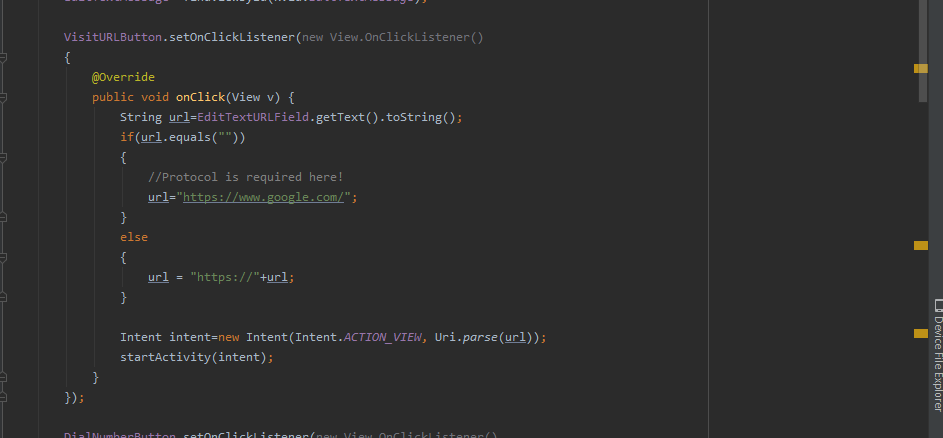 VisitURLButton.setOnClickListener(new View.OnClickListener()
{
@Override
public void onClick(View v) {
String url=EditTextURLField.getText().toString();
if(url.equals(""))
{
//Protocol is required here!
url="https://www.google.com/";
}
else
{
url = "https://"+url;
}
Intent intent=new Intent(Intent.ACTION_VIEW, Uri.parse(url));
startActivity(intent);
}
});
DialNumberButton.setOnClickListener(new View.OnClickListener()
Device File Explorer